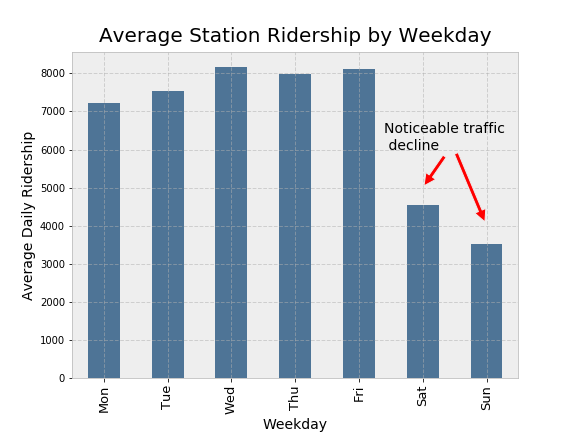 Average Station Ridership by Weekday
8000
7000
6000
5000
4000
3000
2000
1000
0
Average Daily Ridership
Noticeable traffic
decline
Mon
Tue
Wed
Thu
Fri
Sat
Sun
Weekday